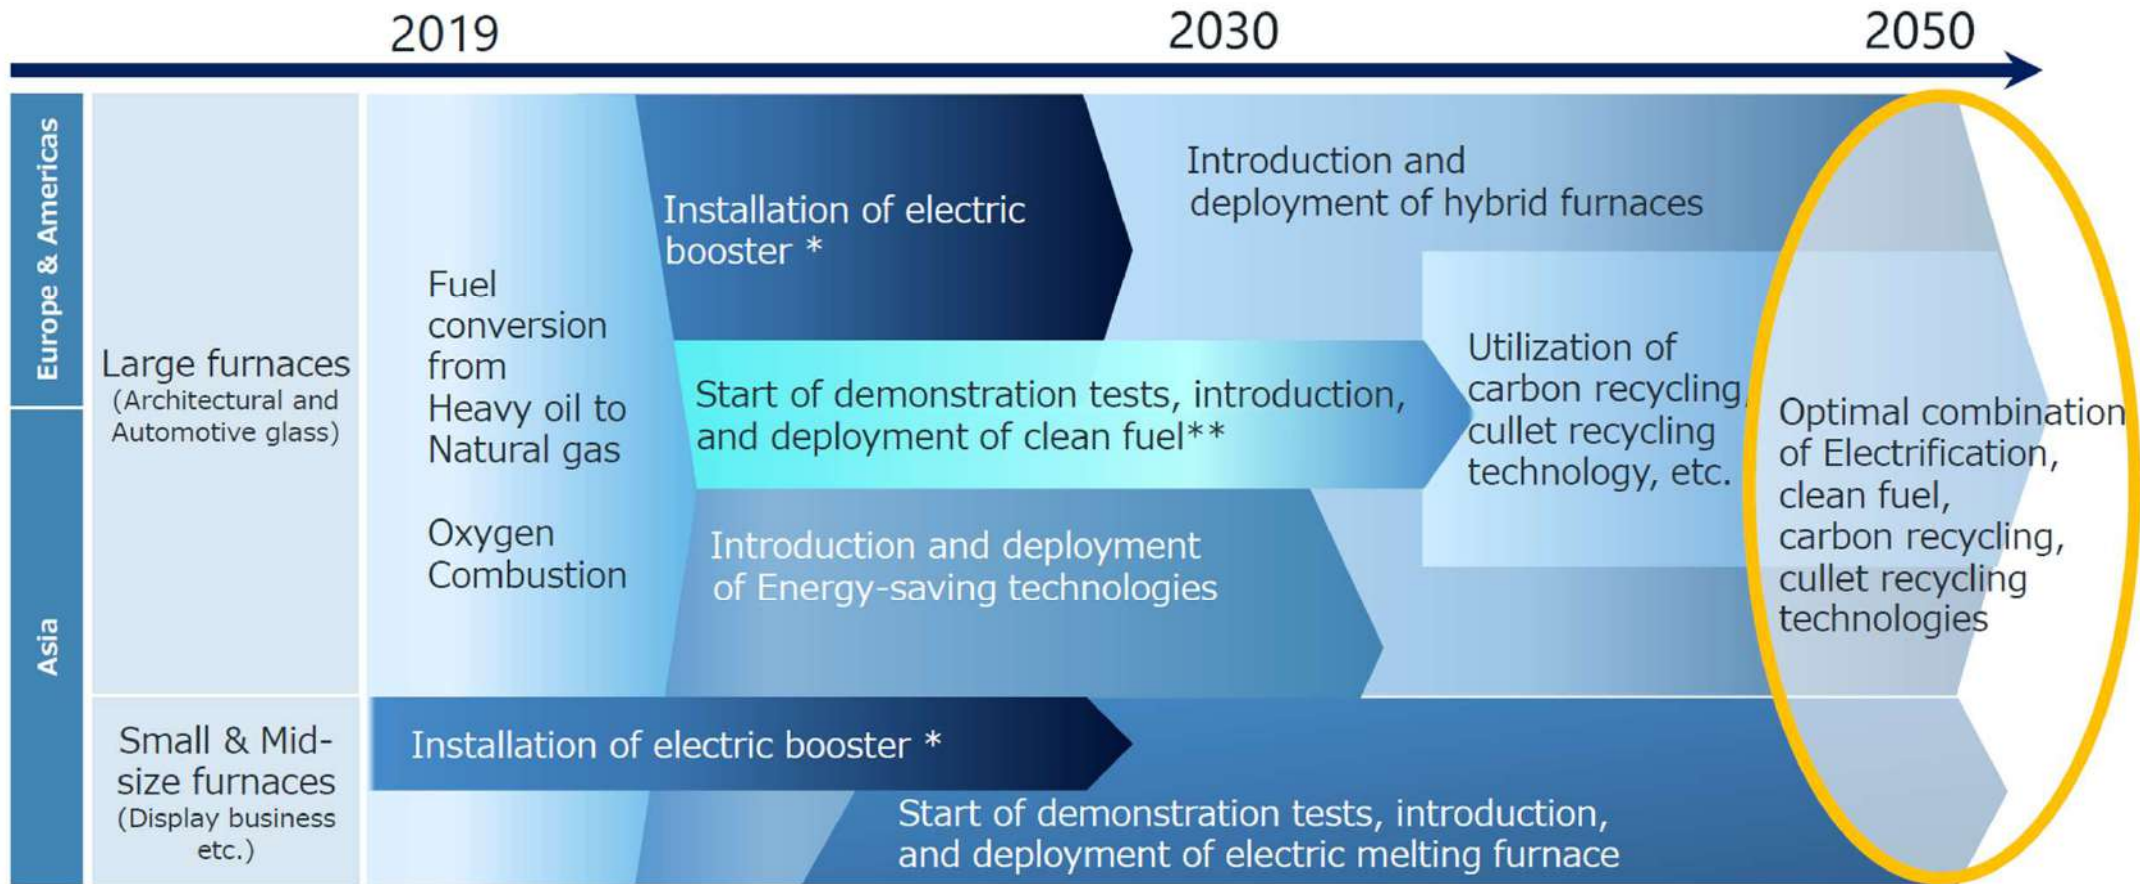 2019
2030
2050
Europe & Americas
Asia
Large furnaces
(Architectural and
Automotive glass)
Small & Mid-
size furnaces
(Display business
etc.)
Fuel
conversion
from
Heavy oil to
Natural gas
Oxygen
Combustion
Installation of electric
booster *
Introduction and
deployment of hybrid furnaces
Start of demonstration tests, introduction,
and deployment of clean fuel**
Utilization of
carbon recycling,
cullet recycling
technology, etc.
Introduction and deployment
of Energy-saving technologies
Optimal combination
of Electrification,
clean fuel,
carbon recycling,
cullet recycling
technologies
Installation of electric booster *
Start of demonstration tests, introduction,
and deployment of electric melting furnace